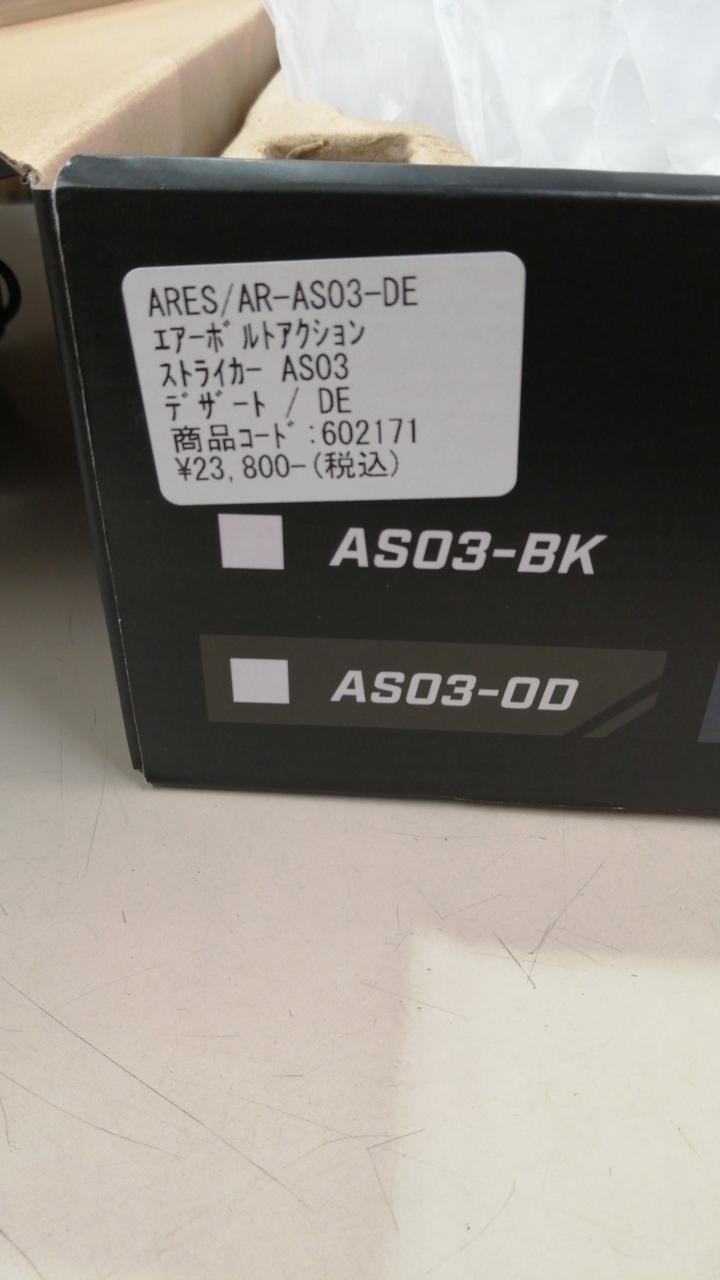 ARES/AR-AS03-DE
ｴｱｰﾎﾞﾙﾄｱｸｼｮﾝ
ｽﾄﾗｲｶｰ AS03
ﾃﾞｻﾞｰﾄ / DE
商品ｺｰﾄﾞ:602171
¥23,800-(税込)
AS03-BK
AS03-OD